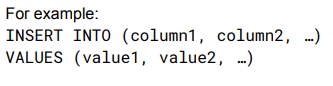 For example:
INSERT INTO (column1, column2, …)
VALUES (value1, value2, …)